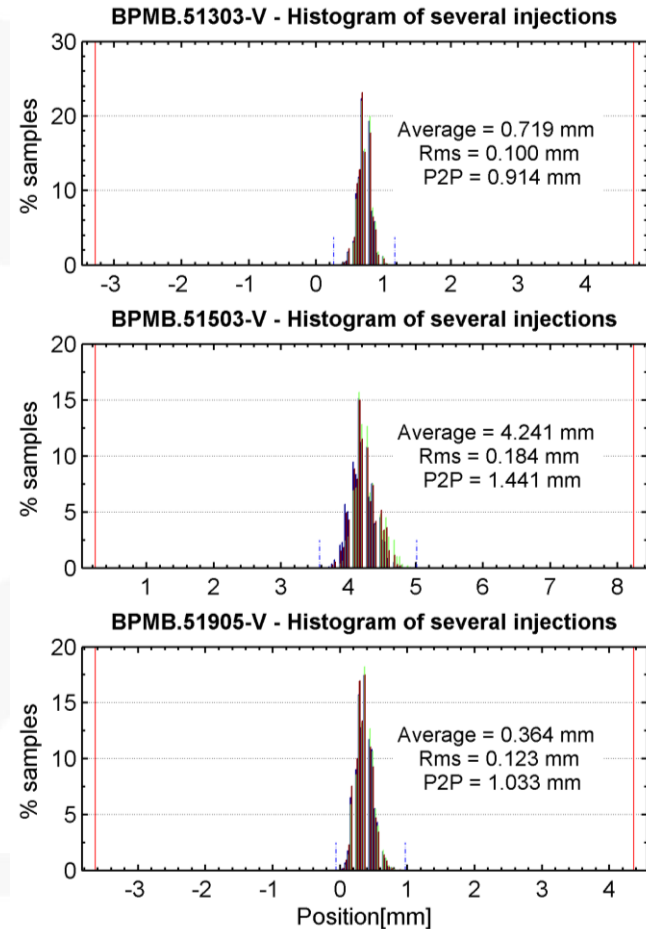 BPMB.51303-V - Histogram of several injections
30
20
10
0
% samples
Average = 0.719 mm
Rms = 0.100 mm
P2P = 0.914 mm
-3 -2 -1 0 1 2 3 4
BPMB.51503-V - Histogram of several injections
20
15
10
5
0
% samples
Average = 4.241 mm
Rms = 0.184 mm
P2P = 1.441 mm
1 2 3 4 5 6 7 8
BPMB.51905-V - Histogram of several injections
20
15
10
5
0
% samples
Average = 0.364 mm
Rms = 0.123 mm
P2P = 1.033 mm
-3 -2 -1 0 1 2 3 4
Position[mm]